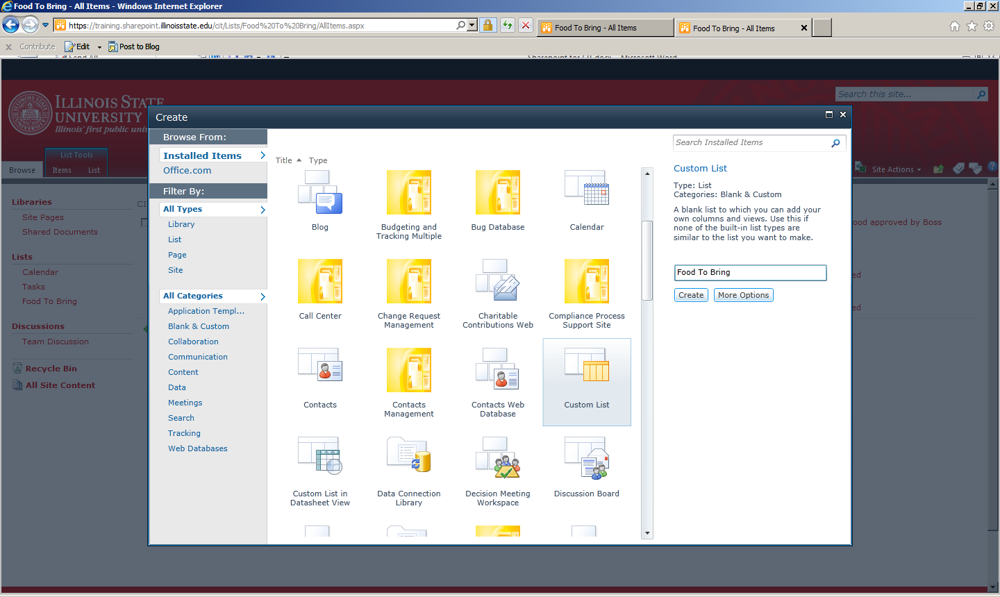 Food To Bring - All Items - Windows Internet Explorer
https://training.sharepoint.illinoisstate.edu/cit/Lists/Food%20To%20Bring/AllItems.aspx
Food To Bring - All Items
Food To Bring - All Items
Contribute
Edit
Post to Blog
Microsoft Word
ILLINOIS STATE
UNIVERSITY
Illinois' first public
Search this site...
List Tools
Browse
Items
List
Site Actions
Libraries
Site Pages
Shared Documents
Lists
Calendar
Tasks
Food To Bring
Discussions
Team Discussion
Recycle Bin
All Site Content
approved by Boss
Create
Browse From:
Installed Items
Office.com
Filter By:
All Types
Library
List
Page
Site
All Categories
Application Templ...
Blank & Custom
Collaboration
Communication
Content
Data
Meetings
Search
Tracking
Web Databases
Title
Type
Blog
Budgeting and
Tracking Multiple
Bug Database
Calendar
Call Center
Change Request
Management
Charitable
Contributions Web
Compliance Process
Support Site
Contacts
Contacts
Management
Contacts Web
Database
Custom List
Custom List in
Datasheet View
Data Connection
Library
Decision Meeting
Workspace
Discussion Board
Search Installed Items
Custom List
Type: List
Categories: Blank & Custom
A blank list to which you can add your
own columns and views. Use this if
none of the built-in list types are
similar to the list you want to make.
Food To Bring
Create
More Options